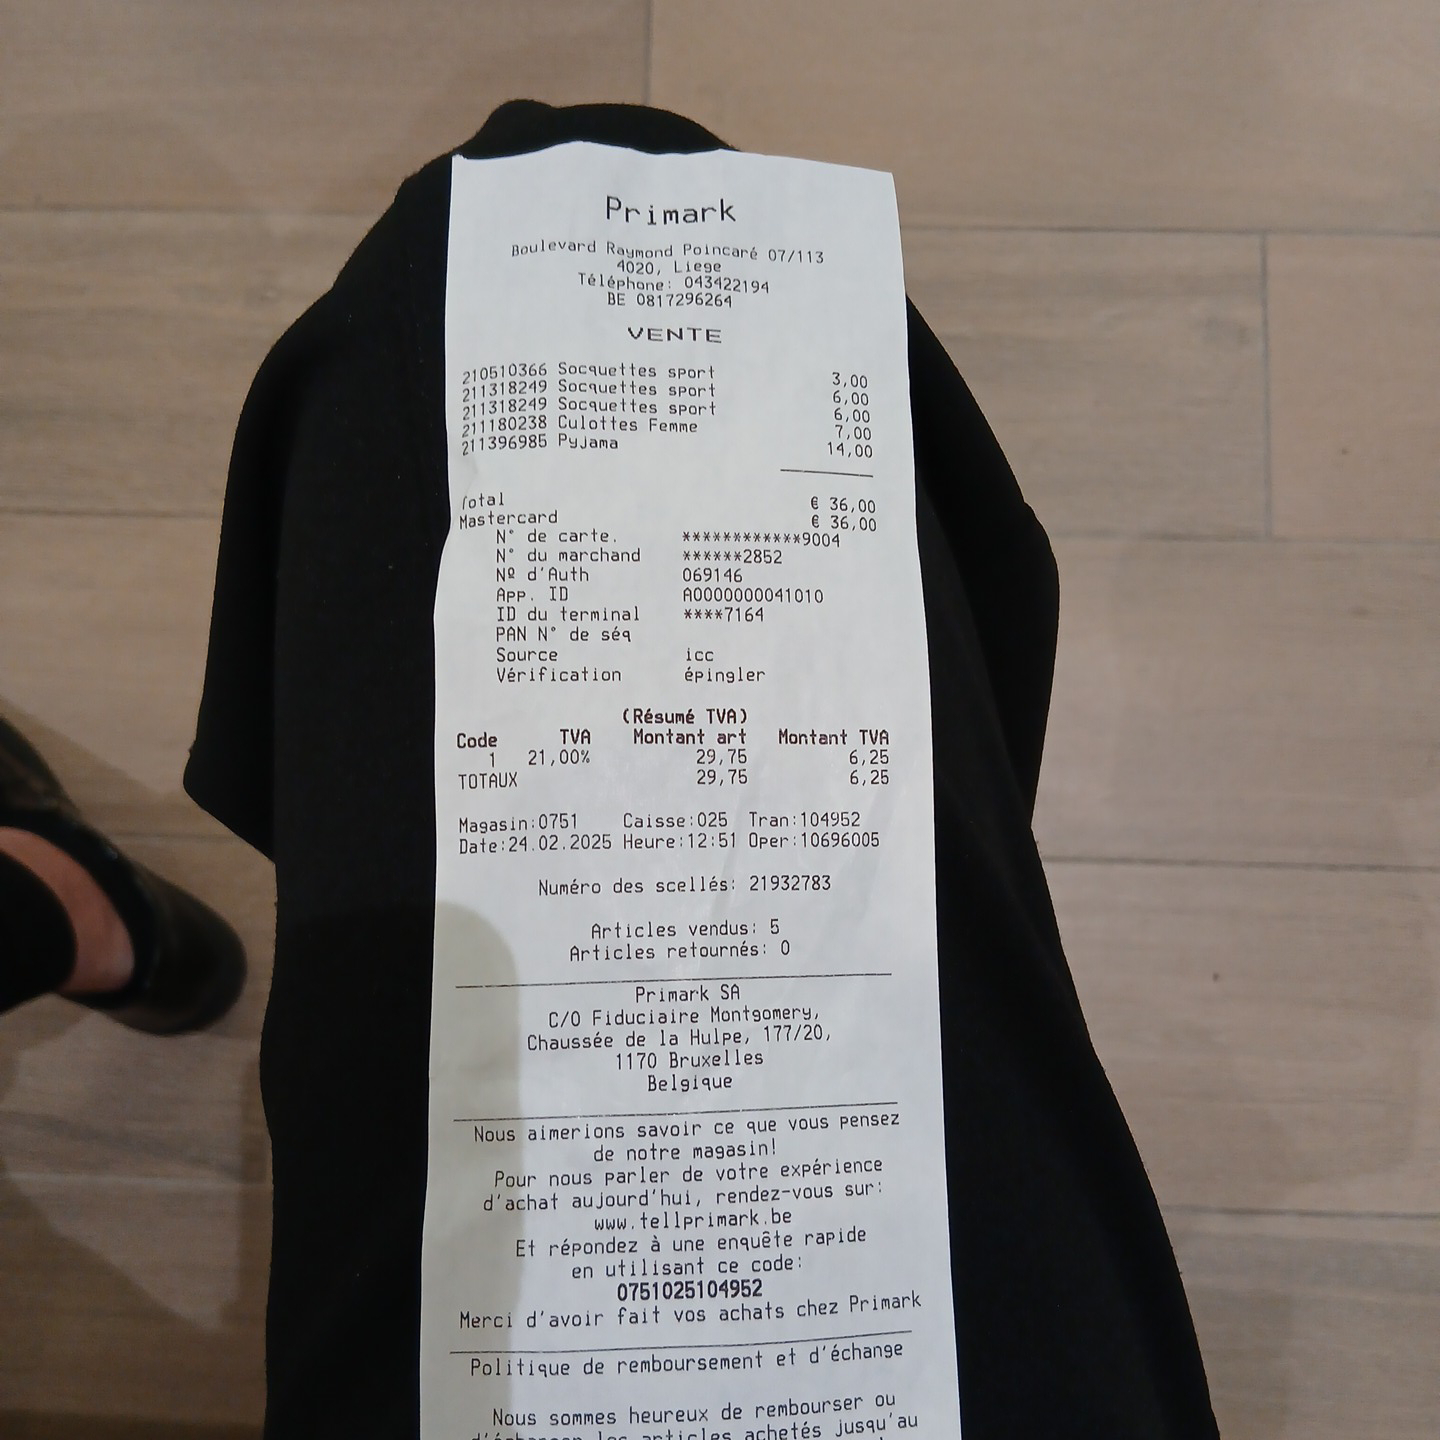 Primark
Boulevard Raymond Poincaré 07/113
4020, Liege
Téléphone: 043422194
BE 0817296264
VENTE
210510366 Socquettes sport 3,00
211318249 Socquettes sport 6,00
211318249 Socquettes sport 6,00
211180238 Culottes Femme 7,00
211396985 Pyjama 14,00
Total € 36,00
Mastercard € 36,00
N° de carte. ************9004
N° du marchand ******2852
Nº d'Auth 069146
App. ID A0000000041010
ID du terminal ****7164
PAN N° de séq
Source icc
Vérification épingler
(Résumé TVA)
Code TVA Montant art Montant TVA
1 21,00% 29,75 6,25
TOTAUX 29,75 6,25
Magasin:0751 Caisse:025 Tran:104952
Date:24.02.2025 Heure:12:51 Oper:10696005
Numéro des scellés: 21932783
Articles vendus: 5
Articles retournés: 0
Primark SA
C/O Fiduciaire Montgomery,
Chaussée de la Hulpe, 177/20,
1170 Bruxelles
Belgique
Nous aimerions savoir ce que vous pensez
de notre magasin!
Pour nous parler de votre expérience
d'achat aujourd'hui, rendez-vous sur:
www.tellprimark.be
Et répondez à une enquête rapide
en utilisant ce code:
0751025104952
Merci d'avoir fait vos achats chez Primark
Politique de remboursement et d'échange
Nous sommes heureux de rembourser ou
d'échanger les articles achetés jusqu'au